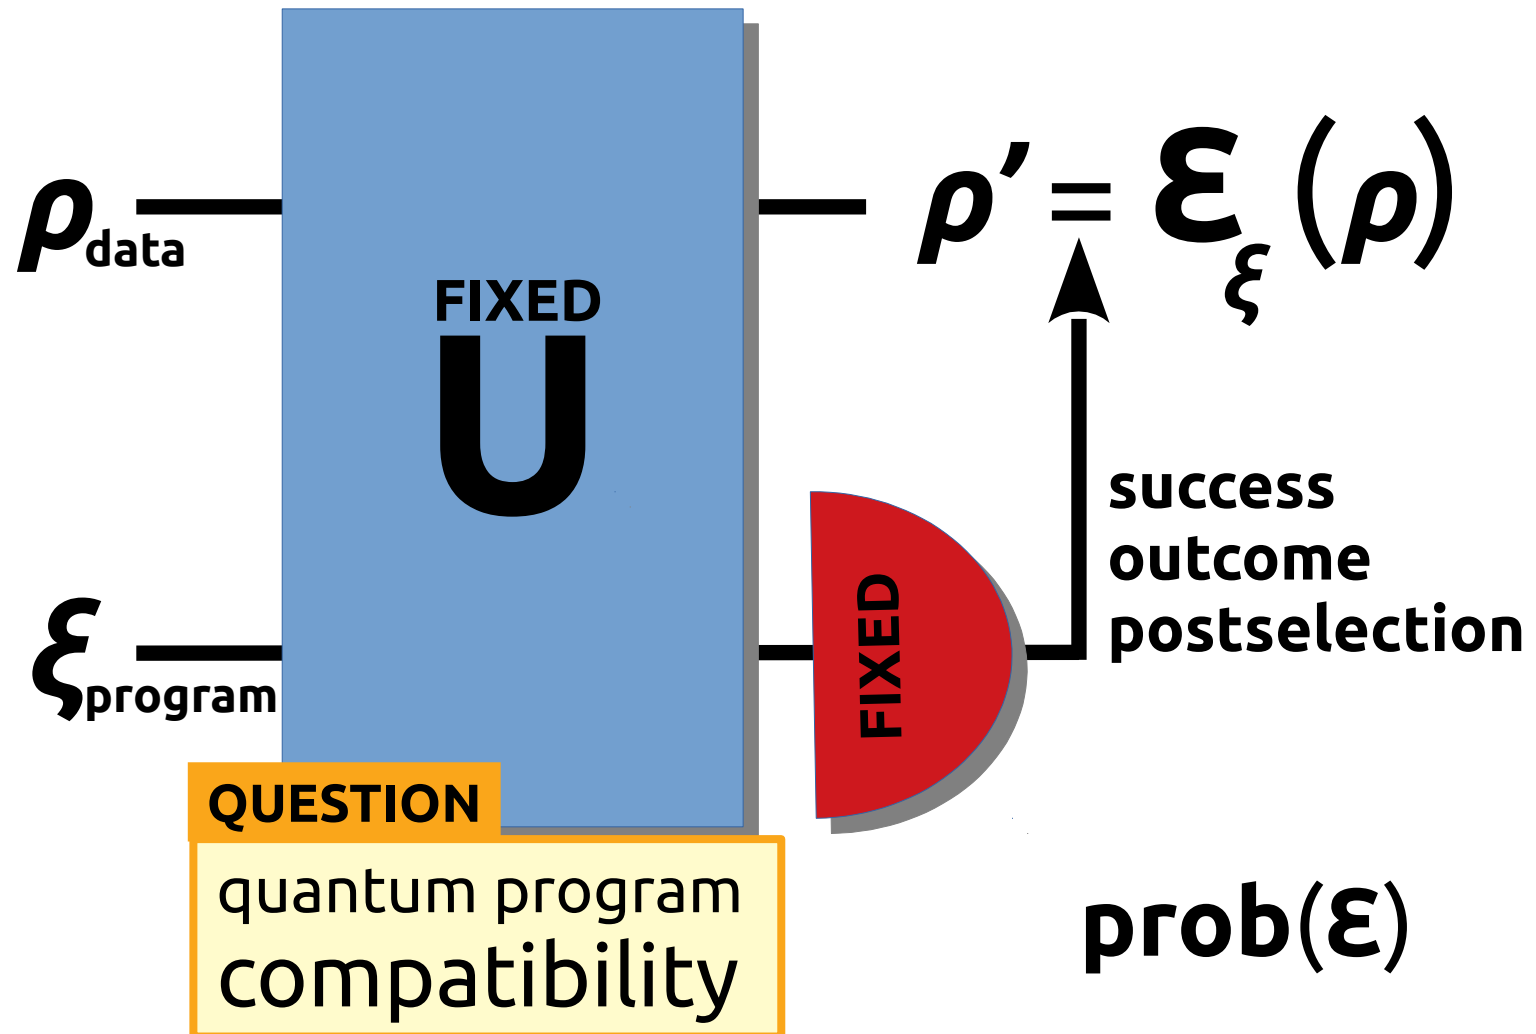 ρdata
FIXED
U
ρ′ = ℰξ(ρ)
success
outcome
postselection
ξprogram
FIXED
QUESTION
quantum program
compatibility
prob(ℰ)